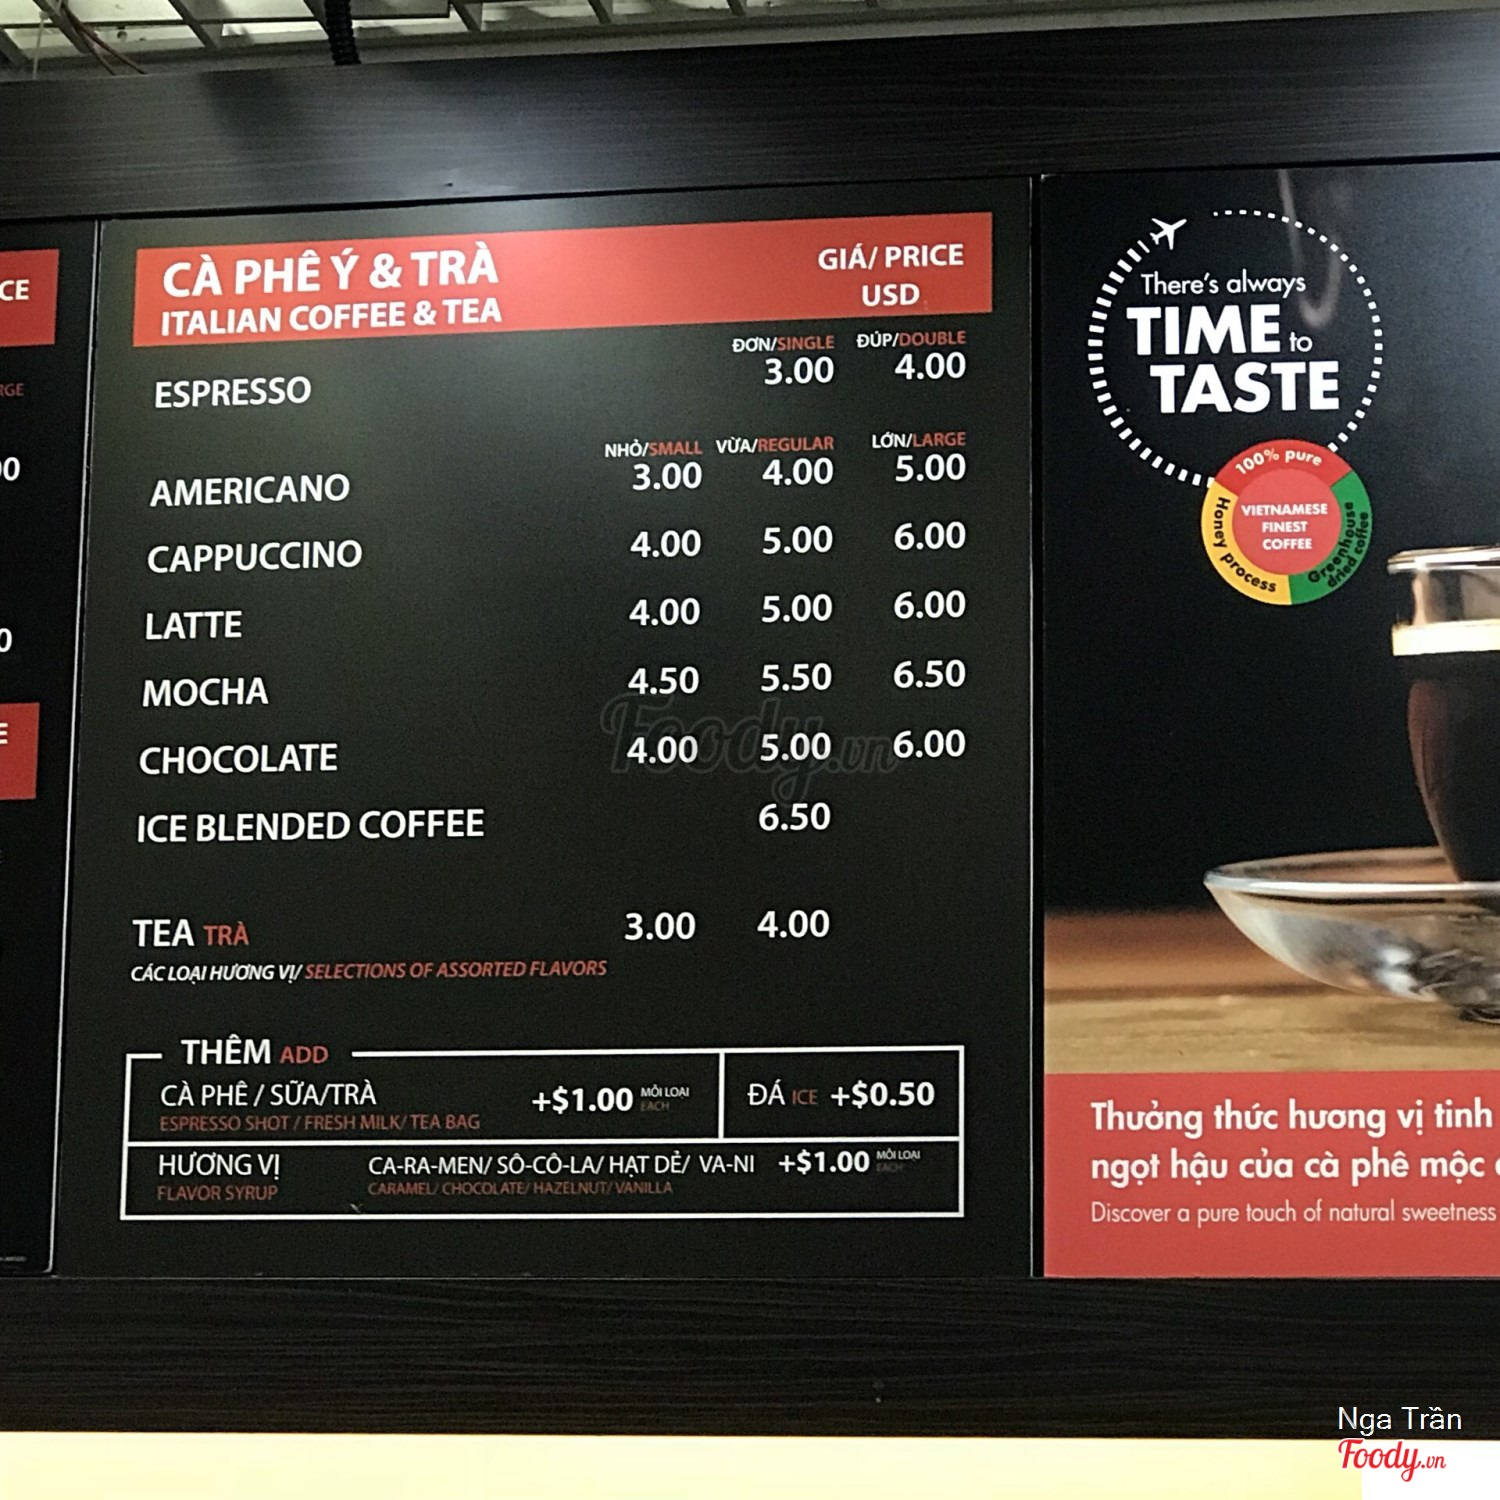 CE
RGE
00
0
E
CÀ PHÊ Ý & TRÀ
ITALIAN COFFEE & TEA
GIÁ/ PRICE
USD
ĐƠN/SINGLE ĐÚP/DOUBLE
ESPRESSO 3.00 4.00
NHỎ/SMALL VỪA/REGULAR LỚN/LARGE
AMERICANO 3.00 4.00 5.00
CAPPUCCINO 4.00 5.00 6.00
LATTE 4.00 5.00 6.00
MOCHA 4.50 5.50 6.50
CHOCOLATE 4.00 5.00 6.00
ICE BLENDED COFFEE 6.50
TEA TRÀ 3.00 4.00
CÁC LOẠI HƯƠNG VỊ/ SELECTIONS OF ASSORTED FLAVORS
THÊM ADD
CÀ PHÊ / SỮA/TRÀ +$1.00 MỖI LOẠI
EACH
ESPRESSO SHOT / FRESH MILK/ TEA BAG
ĐÁ ICE +$0.50
HƯƠNG VỊ CA-RA-MEN/ SÔ-CÔ-LA/ HẠT DẺ/ VA-NI +$1.00 MỖI LOẠI
EACH
FLAVOR SYRUP CARAMEL/ CHOCOLATE/ HAZELNUT/ VANILLA
Foody.vn
There's always
TIME to
TASTE
100% pure
Honey process
Greenhouse
dried coffee
VIETNAMESE
FINEST
COFFEE
Thưởng thức hương vị tinh
ngọt hậu của cà phê mộc
Discover a pure touch of natural sweetness
Nga Trần
Foody.vn